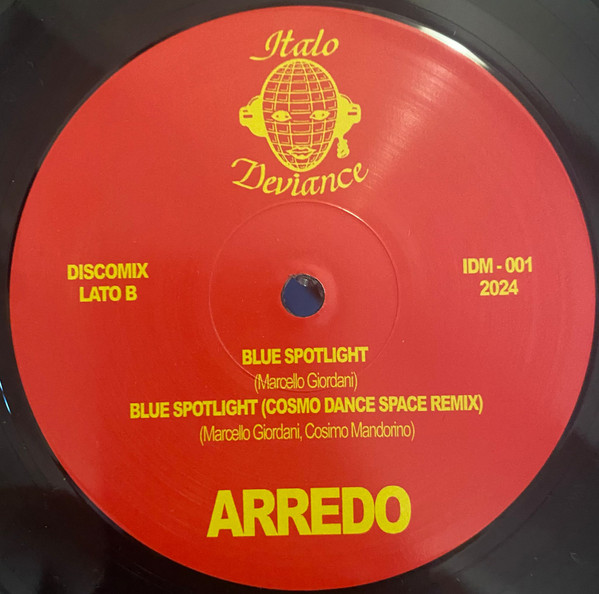 Italo
Deviance
DISCOMIX
LATO B
IDM - 001
2024
BLUE SPOTLIGHT
(Marcello Giordani)
BLUE SPOTLIGHT (COSMO DANCE SPACE REMIX)
(Marcello Giordani, Cosimo Mandorino)
ARREDO